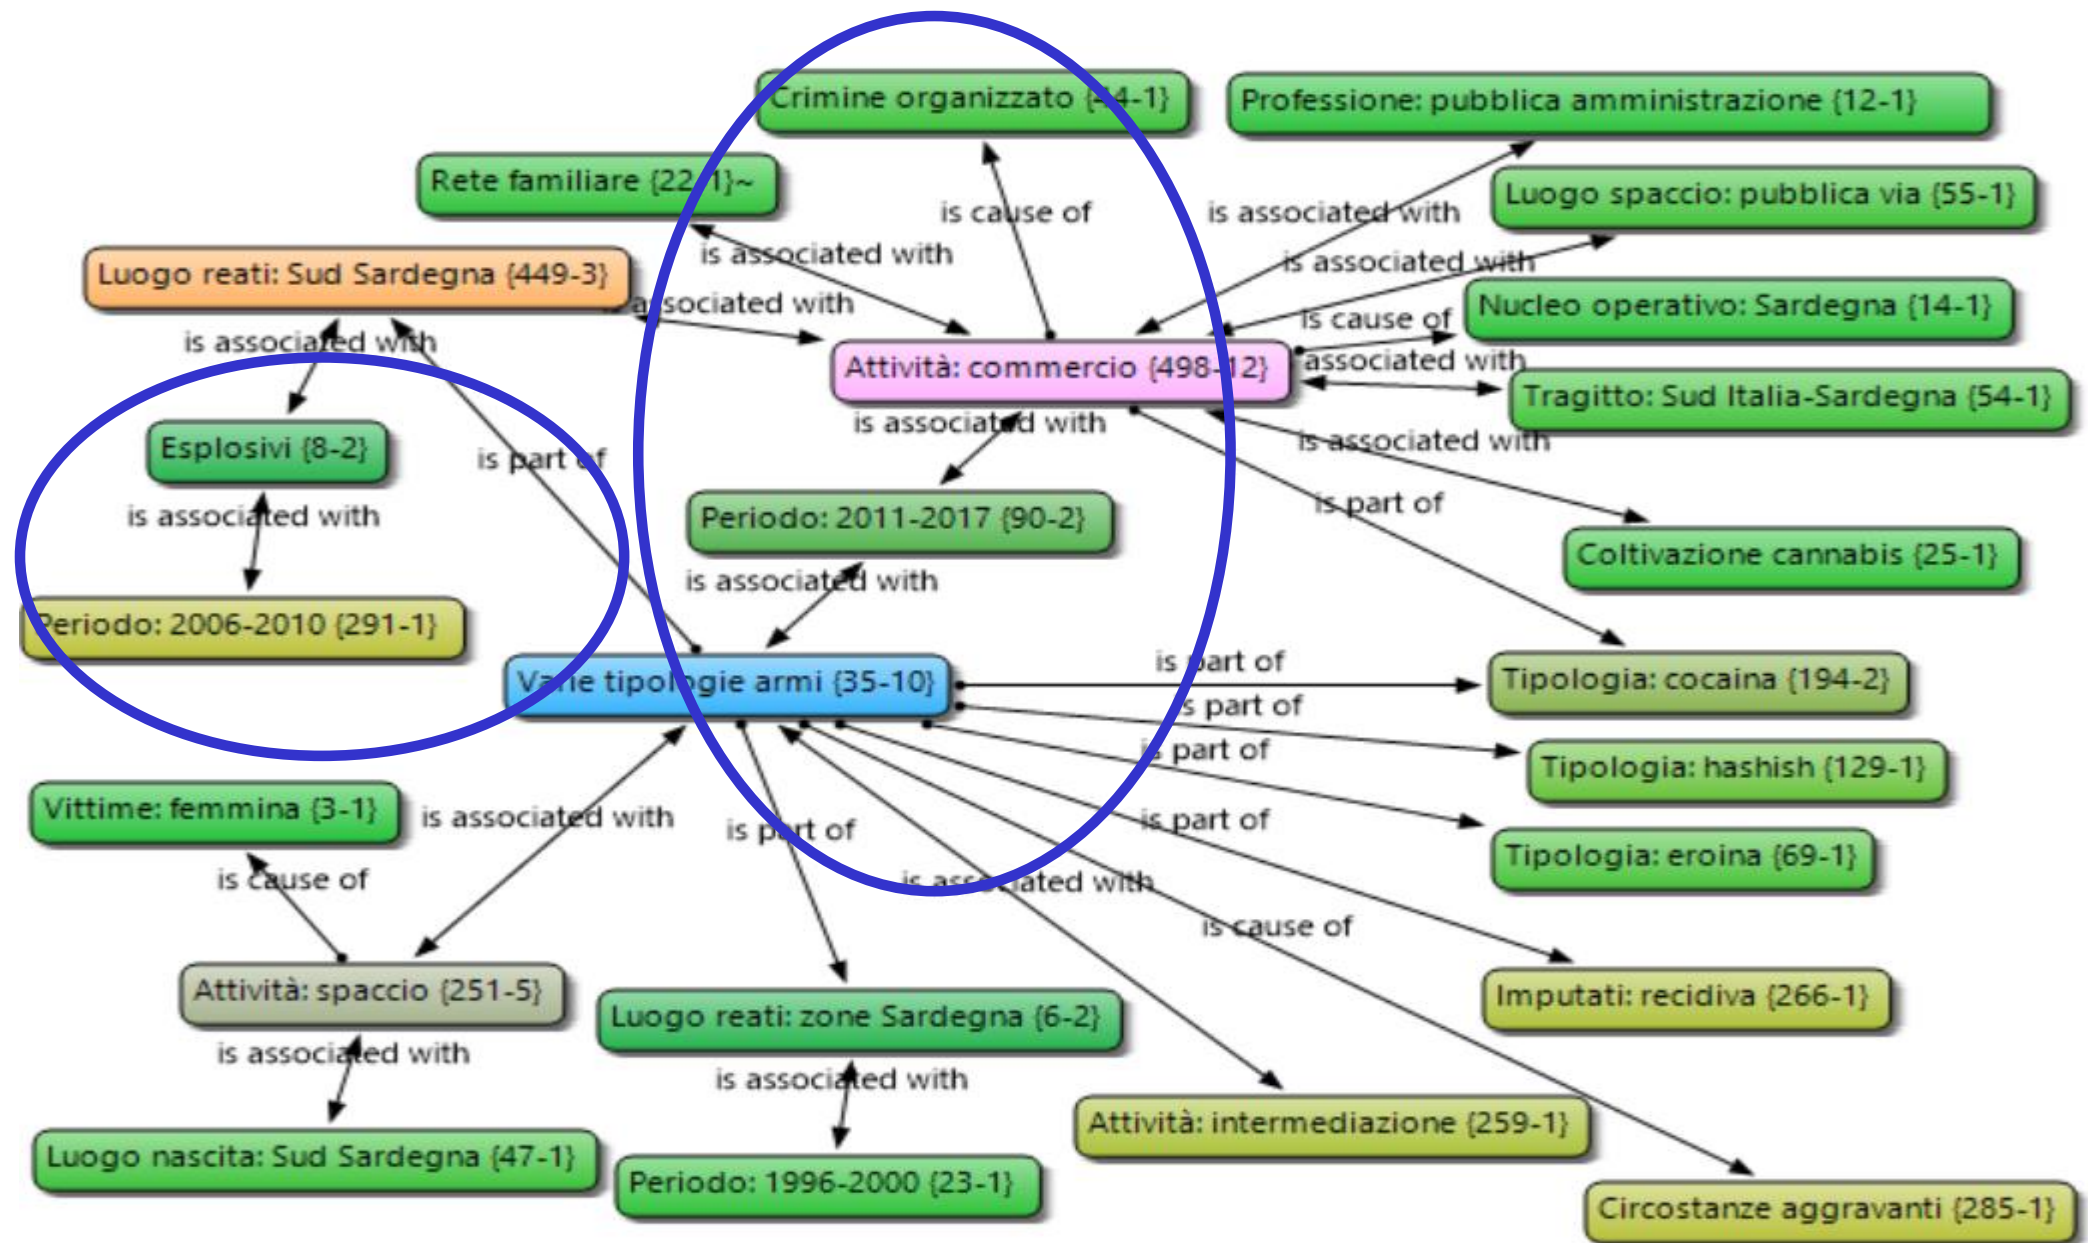 Crimine organizzato {44-1}
Professione: pubblica amministrazione {12-1}
Rete familiare {22-1}~
Luogo spaccio: pubblica via {55-1}
is cause of
is associated with
is associated with
is associated with
Luogo reati: Sud Sardegna {449-3}
associated with
Nucleo operativo: Sardegna {14-1}
is cause of
is associated with
Attività: commercio {498-12}
associated with
Tragitto: Sud Italia-Sardegna {54-1}
is associated with
is associated with
Esplosivi {8-2}
is part of
is part of
is associated with
Periodo: 2011-2017 {90-2}
Coltivazione cannabis {25-1}
is associated with
Periodo: 2006-2010 {291-1}
is part of
Varie tipologie armi {35-10}
Tipologia: cocaina {194-2}
is part of
is part of
Tipologia: hashish {129-1}
Vittime: femmina {3-1}
is associated with
is part of
is part of
Tipologia: eroina {69-1}
is cause of
is associated with
is cause of
Attività: spaccio {251-5}
Imputati: recidiva {266-1}
Luogo reati: zone Sardegna {6-2}
is associated with
is associated with
Attività: intermediazione {259-1}
Luogo nascita: Sud Sardegna {47-1}
Periodo: 1996-2000 {23-1}
Circostanze aggravanti {285-1}